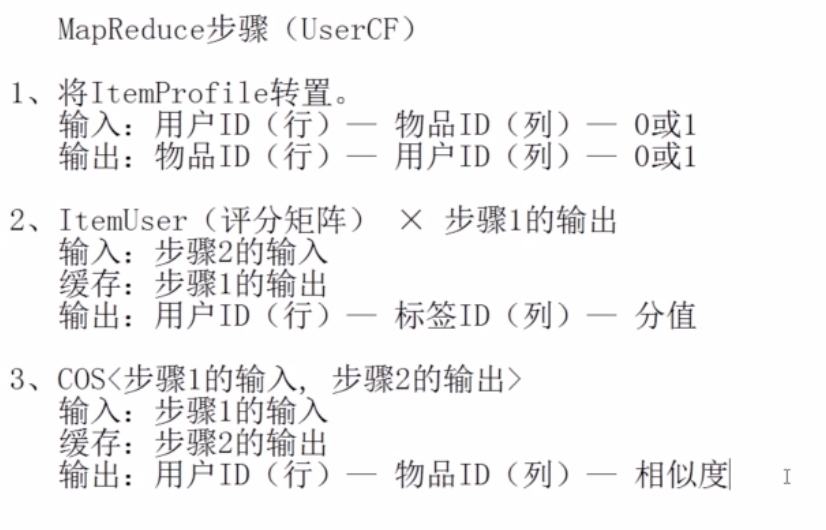 MapReduce步骤（UserCF）
1、将ItemProfile转置。
输入：用户ID（行）— 物品ID（列）— 0或1
输出：物品ID（行）— 用户ID（列）— 0或1
2、ItemUser（评分矩阵） × 步骤1的输出
输入：步骤2的输入
缓存：步骤1的输出
输出：用户ID（行）— 标签ID（列）— 分值
3、COS<步骤1的输入, 步骤2的输出>
输入：步骤1的输入
缓存：步骤2的输出
输出：用户ID（行）— 物品ID（列）— 相似度